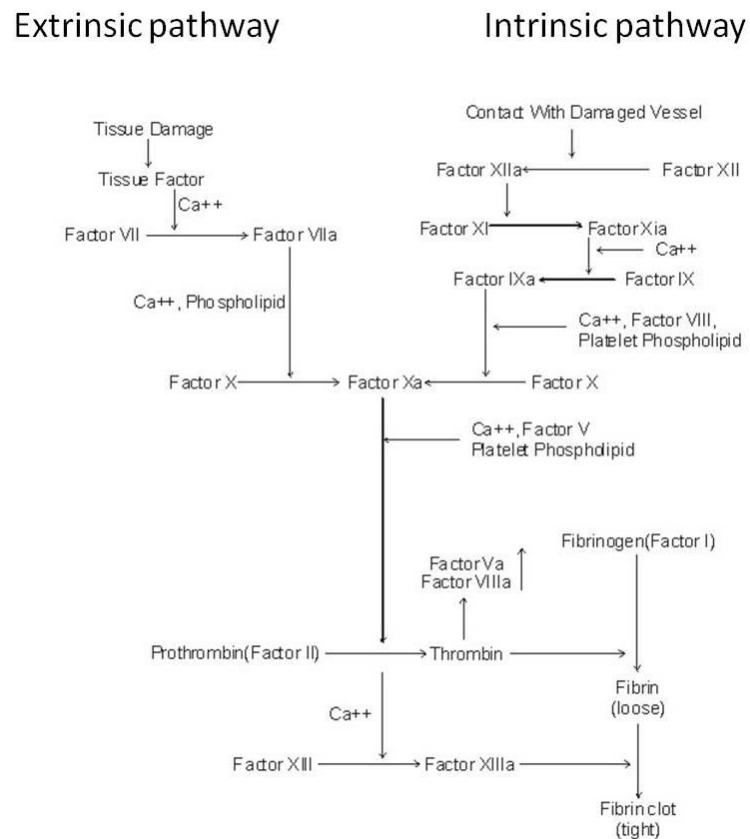 Extrinsic pathway
Intrinsic pathway
Contact With Damaged Vessel
Tissue Damage
Factor XIIa
Factor XII
Tissue Factor
Ca++
Factor VII
Factor VIIa
Factor XI
Factor Xia
Ca++
Factor IXa
Factor IX
Ca++, Phospholipid
Ca++, Factor VIII,
Platelet Phospholipid
Factor X
Factor Xa
Factor X
Ca++, Factor V
Platelet Phosphdipid
Fibrinogen(Factor I)
Factor Va
Factor VIIIa
Prothrombin(Factor II)
Thrombin
Fibrin
(loose)
Ca++
Factor XIII
Factor XIIIa
Fibrin clot
(tight)